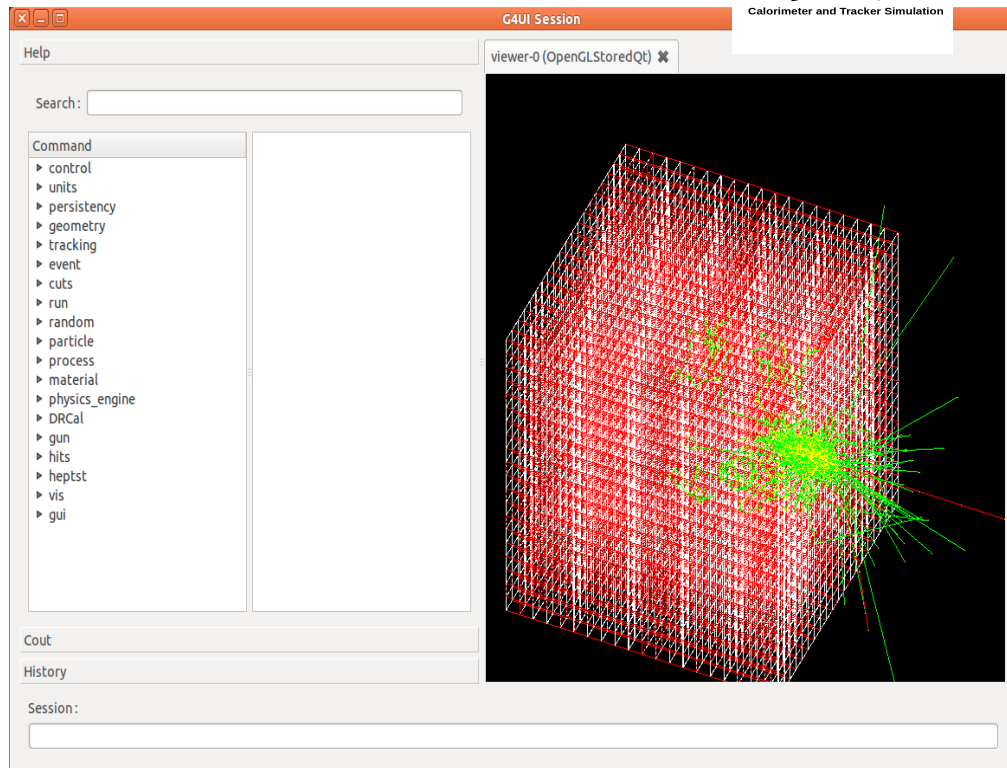 Calorimeter and Tracker Simulation
G4UI Session
Help
viewer-0 (OpenGLStoredQt)
Search :
Command
control
units
persistency
geometry
tracking
event
cuts
run
random
particle
process
material
physics_engine
DRCal
gun
hits
heptst
vis
gui
Cout
History
Session :